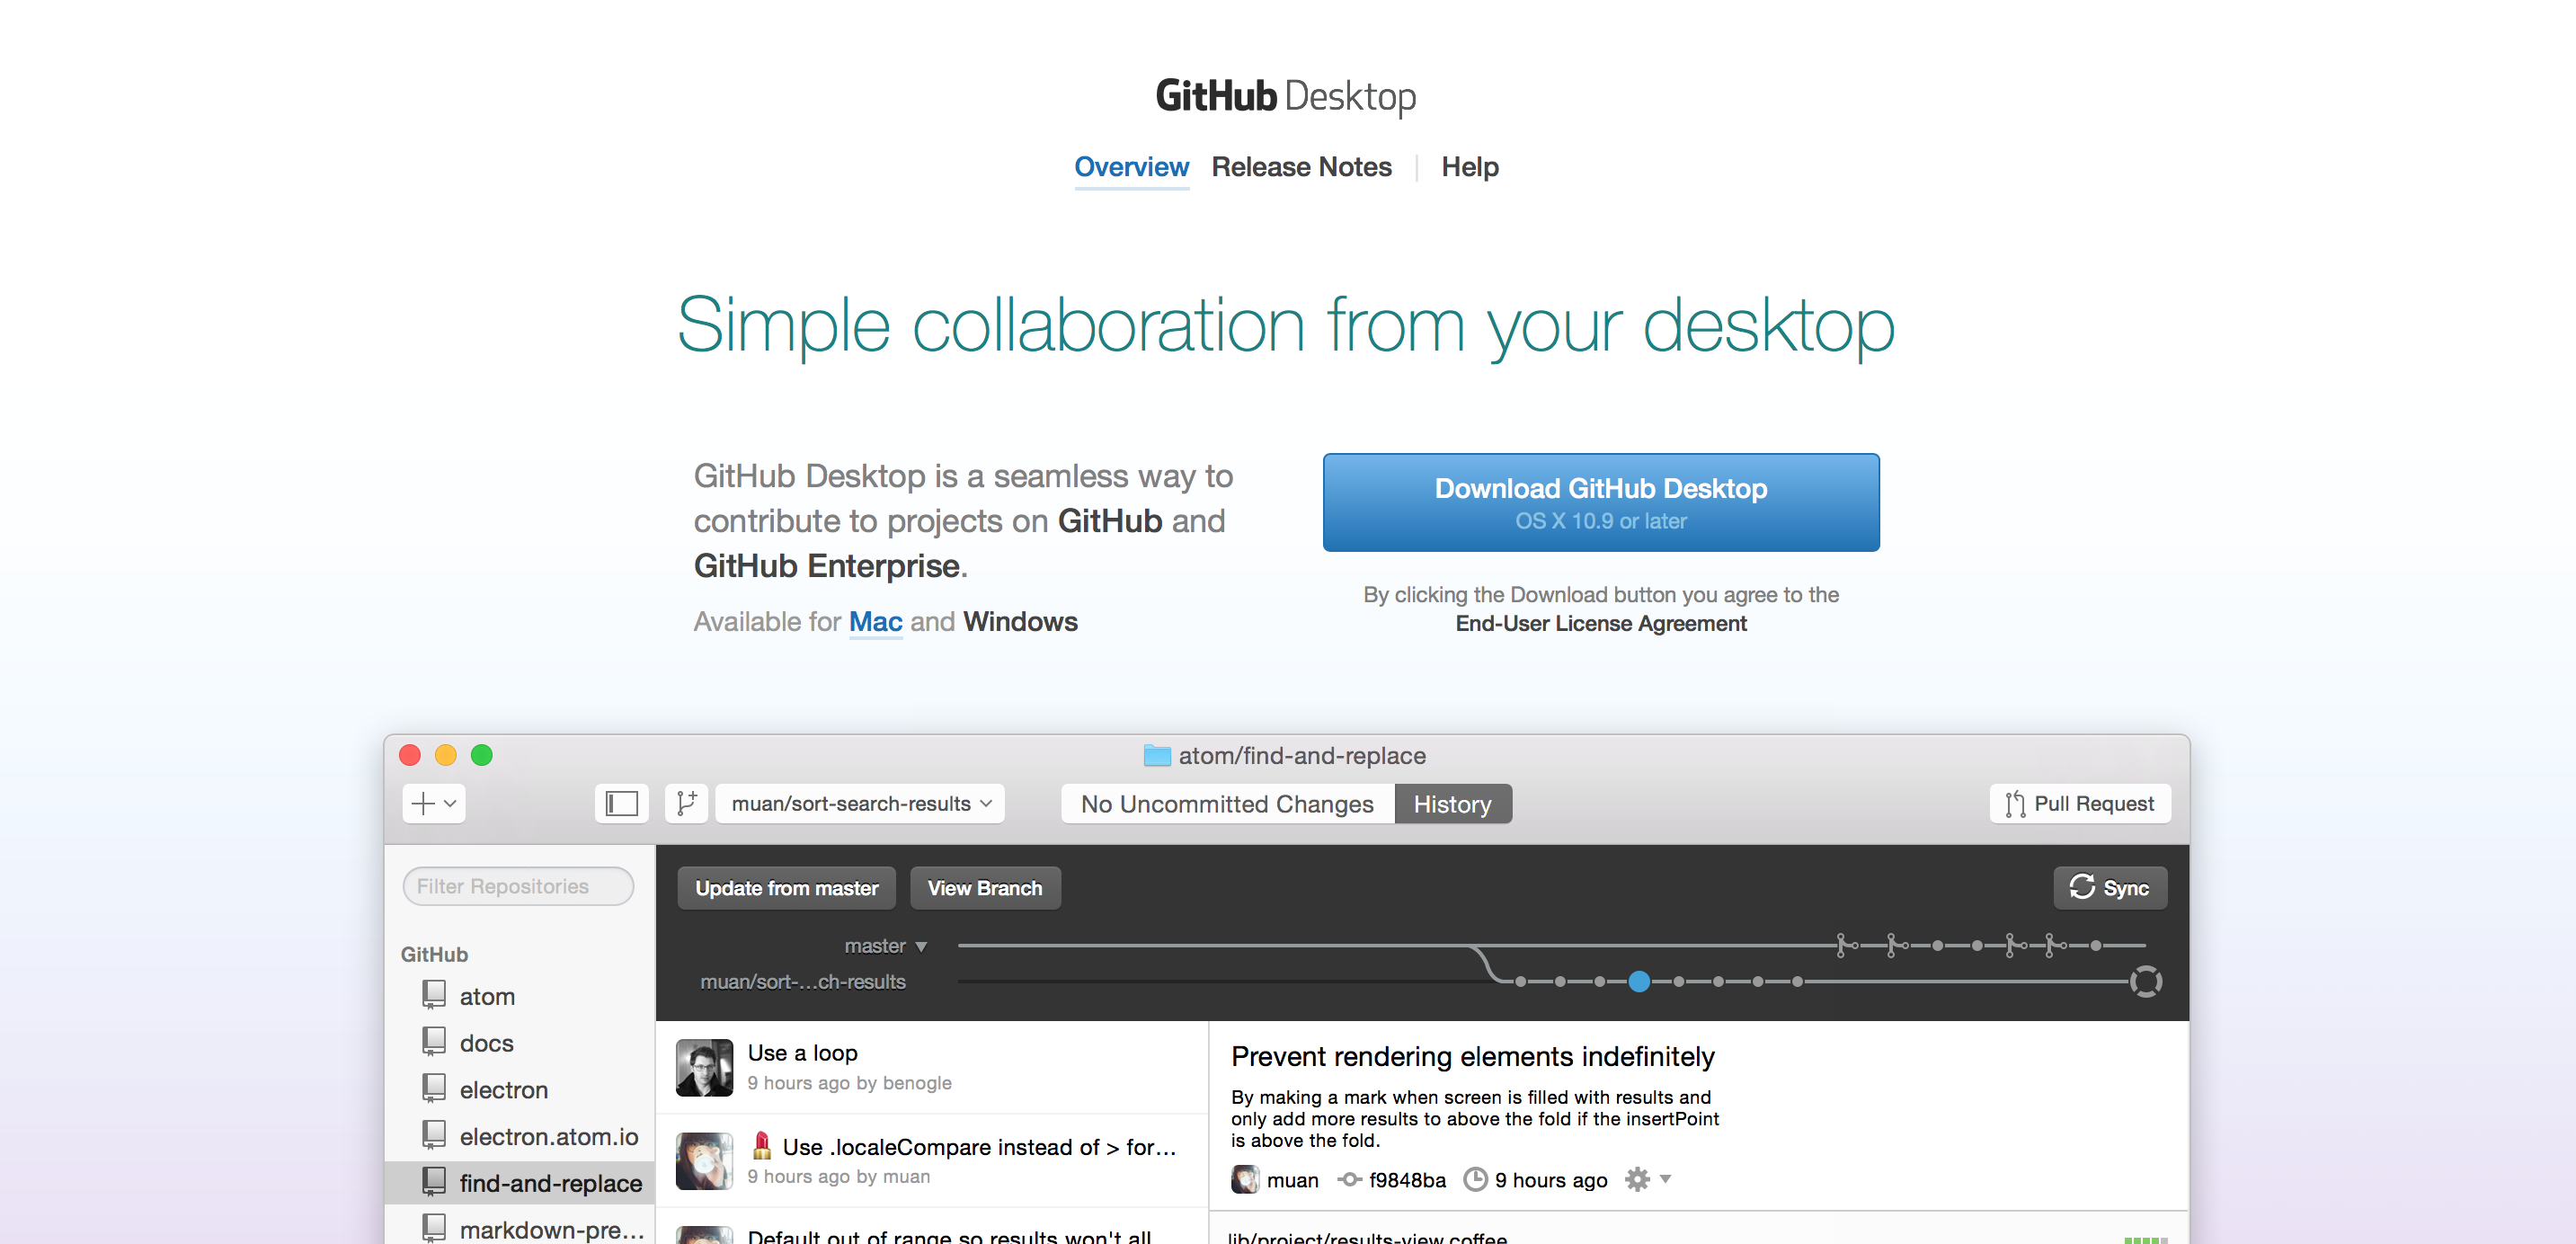 GitHub Desktop
Overview Release Notes Help
Simple collaboration from your desktop
GitHub Desktop is a seamless way to
contribute to projects on GitHub and
GitHub Enterprise.
Available for Mac and Windows
Download GitHub Desktop
OS X 10.9 or later
By clicking the Download button you agree to the
End-User License Agreement
atom/find-and-replace
muan/sort-search-results
No Uncommitted Changes
History
Pull Request
Filter Repositories
Update from master
View Branch
Sync
master
muan/sort-...ch-results
GitHub
atom
docs
electron
electron.atom.io
find-and-replace
markdown-pre...
Use a loop
9 hours ago by benogle
Use .localeCompare instead of > for...
9 hours ago by muan
Default out of range so results won't all
Prevent rendering elements indefinitely
By making a mark when screen is filled with results and
only add more results to above the fold if the insertPoint
is above the fold.
muan f9848ba 9 hours ago
lib/project/results-view.coffee